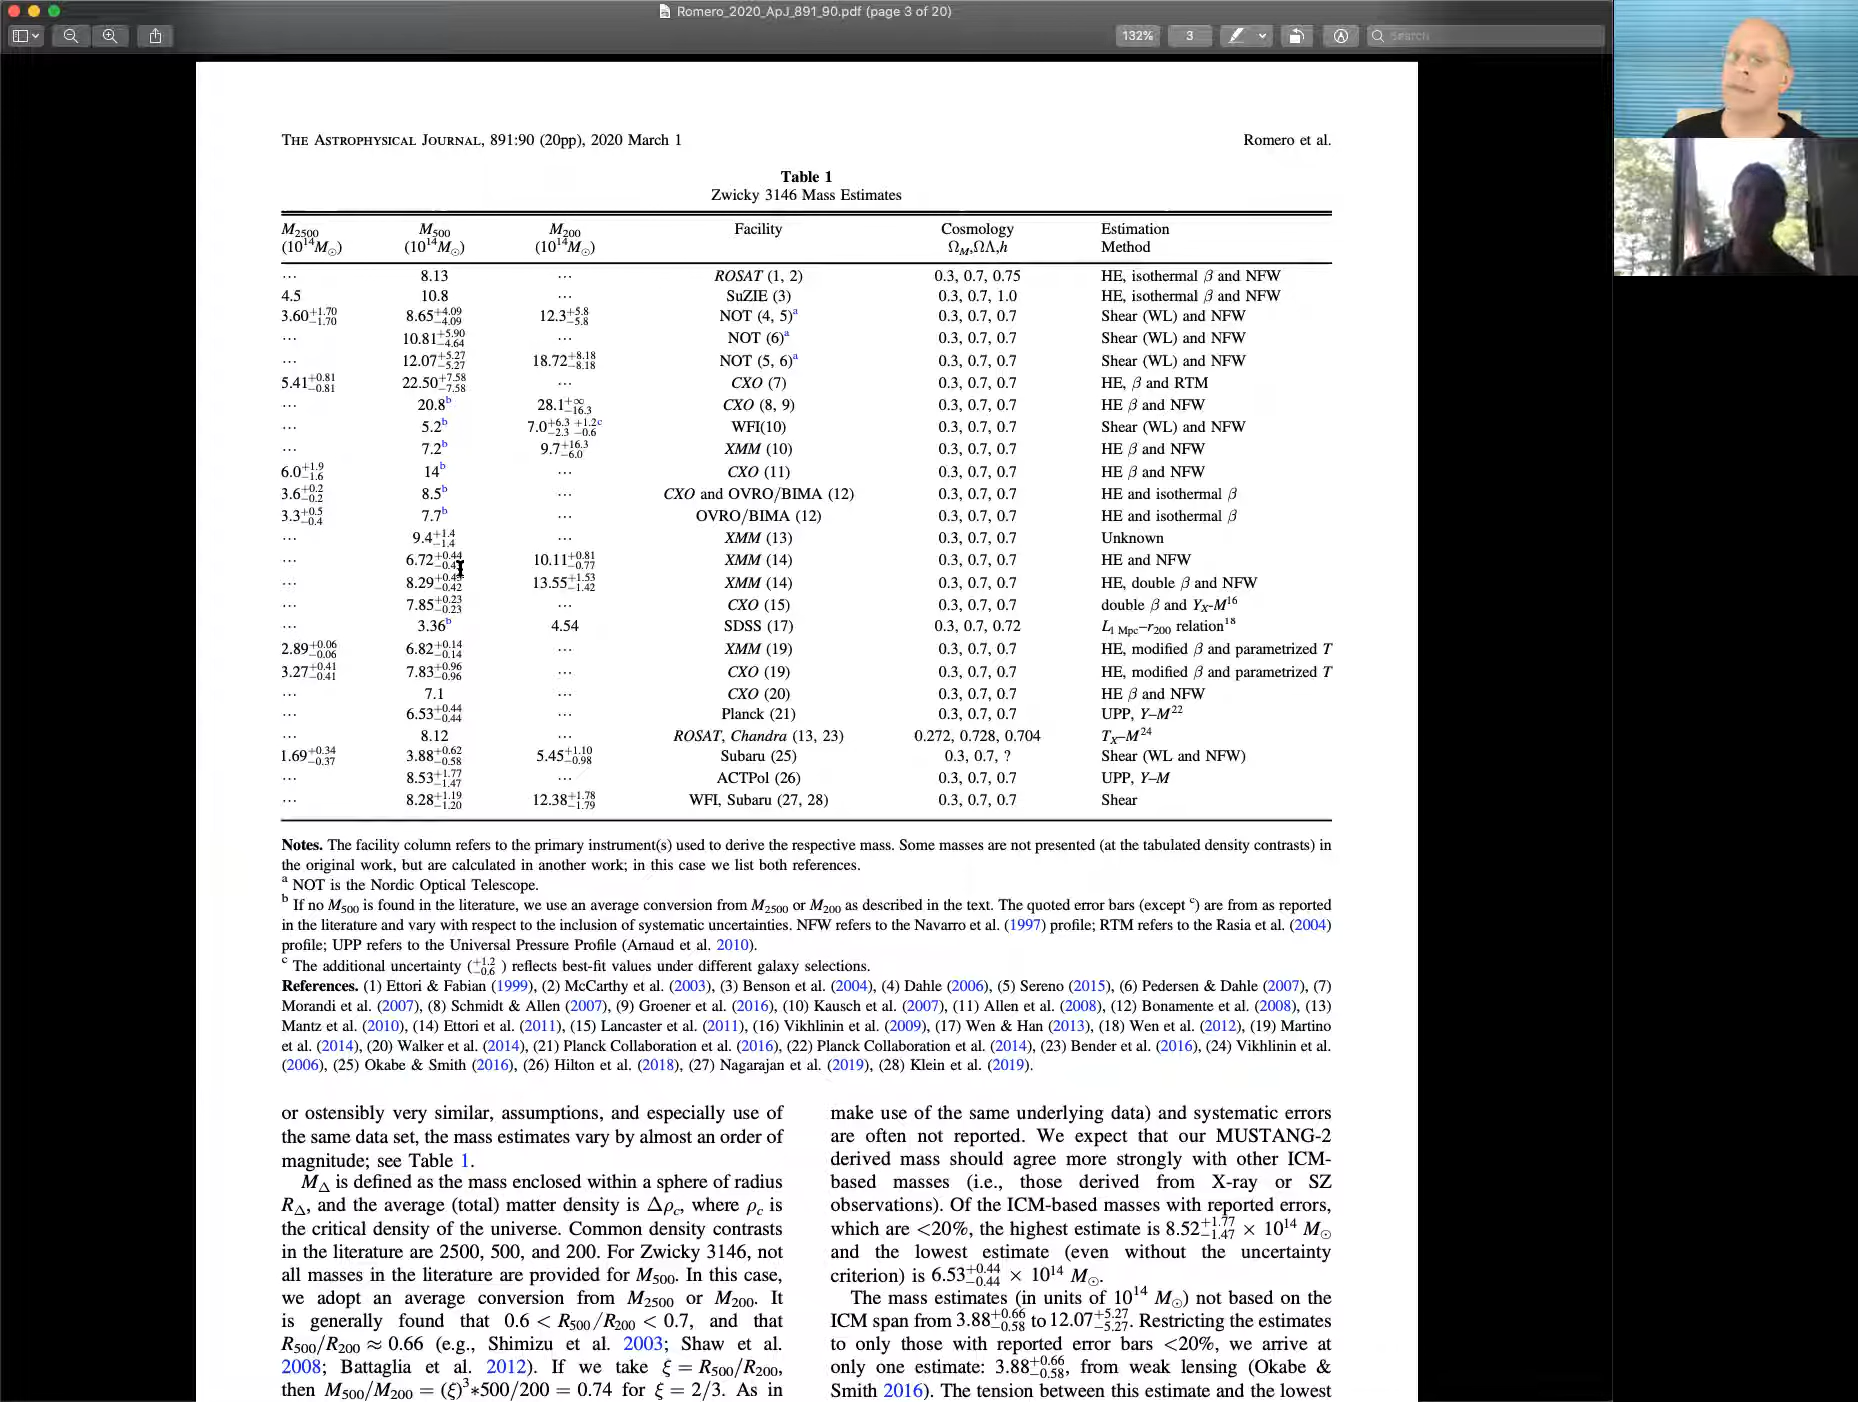 Romero_2020_ApJ_891_90.pdf (page 3 of 20)
132%
3
Search
THE ASTROPHYSICAL JOURNAL, 891:90 (20pp), 2020 March 1
Romero et al.
Table 1
Zwicky 3146 Mass Estimates
M2500 M500 M200 Facility Cosmology Estimation
(10^14M⊙) (10^14M⊙) (10^14M⊙) ΩM,ΩΛ,h Method
... 8.13 ... ROSAT (1, 2) 0.3, 0.7, 0.75 HE, isothermal β and NFW
4.5 10.8 ... SuZIE (3) 0.3, 0.7, 1.0 HE, isothermal β and NFW
3.60+1.70−1.70 8.65+4.09−4.09 12.3+5.8−5.8 NOT (4, 5)a 0.3, 0.7, 0.7 Shear (WL) and NFW
... 10.81+5.90−4.64 ... NOT (6)a 0.3, 0.7, 0.7 Shear (WL) and NFW
... 12.07+5.27−5.27 18.72+8.18−8.18 NOT (5, 6)a 0.3, 0.7, 0.7 Shear (WL) and NFW
5.41+0.81−0.81 22.50+7.58−7.58 ... CXO (7) 0.3, 0.7, 0.7 HE, β and RTM
... 20.8b 28.1+∞−16.3 CXO (8, 9) 0.3, 0.7, 0.7 HE β and NFW
... 5.2b 7.0+6.3−2.3 +1.2−0.6c WFI(10) 0.3, 0.7, 0.7 Shear (WL) and NFW
... 7.2b 9.7+16.3−6.0 XMM (10) 0.3, 0.7, 0.7 HE β and NFW
6.0+1.9−1.6 14b ... CXO (11) 0.3, 0.7, 0.7 HE β and NFW
3.6+0.2−0.2 8.5b ... CXO and OVRO/BIMA (12) 0.3, 0.7, 0.7 HE and isothermal β
3.3+0.5−0.4 7.7b ... OVRO/BIMA (12) 0.3, 0.7, 0.7 HE and isothermal β
... 9.4+1.4−1.4 ... XMM (13) 0.3, 0.7, 0.7 Unknown
... 6.72+0.44 10.11+0.81−0.77 XMM (14) 0.3, 0.7, 0.7 HE and NFW
... 8.29 −0.42 13.55+1.53−1.42 XMM (14) 0.3, 0.7, 0.7 HE, double β and NFW
... 7.85+0.23−0.23 ... CXO (15) 0.3, 0.7, 0.7 double β and YX-M16
... 3.36b 4.54 SDSS (17) 0.3, 0.7, 0.72 L1 Mpc–r200 relation18
2.89+0.06−0.06 6.82+0.14−0.14 ... XMM (19) 0.3, 0.7, 0.7 HE, modified β and parametrized T
3.27+0.41−0.41 7.83+0.96−0.96 ... CXO (19) 0.3, 0.7, 0.7 HE, modified β and parametrized T
... 7.1 ... CXO (20) 0.3, 0.7, 0.7 HE β and NFW
... 6.53+0.44−0.44 ... Planck (21) 0.3, 0.7, 0.7 UPP, Y–M22
... 8.12 ... ROSAT, Chandra (13, 23) 0.272, 0.728, 0.704 TX–M24
1.69+0.34−0.37 3.88+0.62−0.58 5.45+1.10−0.98 Subaru (25) 0.3, 0.7, ? Shear (WL and NFW)
... 8.53+1.77−1.47 ... ACTPol (26) 0.3, 0.7, 0.7 UPP, Y–M
... 8.28+1.19−1.20 12.38+1.78−1.79 WFI, Subaru (27, 28) 0.3, 0.7, 0.7 Shear
Notes. The facility column refers to the primary instrument(s) used to derive the respective mass. Some masses are not presented (at the tabulated density contrasts) in
the original work, but are calculated in another work; in this case we list both references.
a NOT is the Nordic Optical Telescope.
b If no M500 is found in the literature, we use an average conversion from M2500 or M200 as described in the text. The quoted error bars (except c) are from as reported
in the literature and vary with respect to the inclusion of systematic uncertainties. NFW refers to the Navarro et al. (1997) profile; RTM refers to the Rasia et al. (2004)
profile; UPP refers to the Universal Pressure Profile (Arnaud et al. 2010).
c The additional uncertainty (+1.2−0.6) reflects best-fit values under different galaxy selections.
References. (1) Ettori & Fabian (1999), (2) McCarthy et al. (2003), (3) Benson et al. (2004), (4) Dahle (2006), (5) Sereno (2015), (6) Pedersen & Dahle (2007), (7)
Morandi et al. (2007), (8) Schmidt & Allen (2007), (9) Groener et al. (2016), (10) Kausch et al. (2007), (11) Allen et al. (2008), (12) Bonamente et al. (2008), (13)
Mantz et al. (2010), (14) Ettori et al. (2011), (15) Lancaster et al. (2011), (16) Vikhlinin et al. (2009), (17) Wen & Han (2013), (18) Wen et al. (2012), (19) Martino
et al. (2014), (20) Walker et al. (2014), (21) Planck Collaboration et al. (2016), (22) Planck Collaboration et al. (2014), (23) Bender et al. (2016), (24) Vikhlinin et al.
(2006), (25) Okabe & Smith (2016), (26) Hilton et al. (2018), (27) Nagarajan et al. (2019), (28) Klein et al. (2019).
or ostensibly very similar, assumptions, and especially use of
the same data set, the mass estimates vary by almost an order of
magnitude; see Table 1.
MΔ is defined as the mass enclosed within a sphere of radius
RΔ, and the average (total) matter density is Δρc, where ρc is
the critical density of the universe. Common density contrasts
in the literature are 2500, 500, and 200. For Zwicky 3146, not
all masses in the literature are provided for M500. In this case,
we adopt an average conversion from M2500 or M200. It
is generally found that 0.6 < R500/R200 < 0.7, and that
R500/R200 ≈ 0.66 (e.g., Shimizu et al. 2003; Shaw et al.
2008; Battaglia et al. 2012). If we take ξ = R500/R200,
then M500/M200 = (ξ)^3*500/200 = 0.74 for ξ = 2/3. As in
make use of the same underlying data) and systematic errors
are often not reported. We expect that our MUSTANG-2
derived mass should agree more strongly with other ICM-
based masses (i.e., those derived from X-ray or SZ
observations). Of the ICM-based masses with reported errors,
which are <20%, the highest estimate is 8.52+1.77−1.47 × 10^14 M⊙
and the lowest estimate (even without the uncertainty
criterion) is 6.53+0.44−0.44 × 10^14 M⊙.
The mass estimates (in units of 10^14 M⊙) not based on the
ICM span from 3.88+0.66−0.58 to 12.07+5.27−5.27. Restricting the estimates
to only those with reported error bars <20%, we arrive at
only one estimate: 3.88+0.66−0.58, from weak lensing (Okabe &
Smith 2016). The tension between this estimate and the lowest